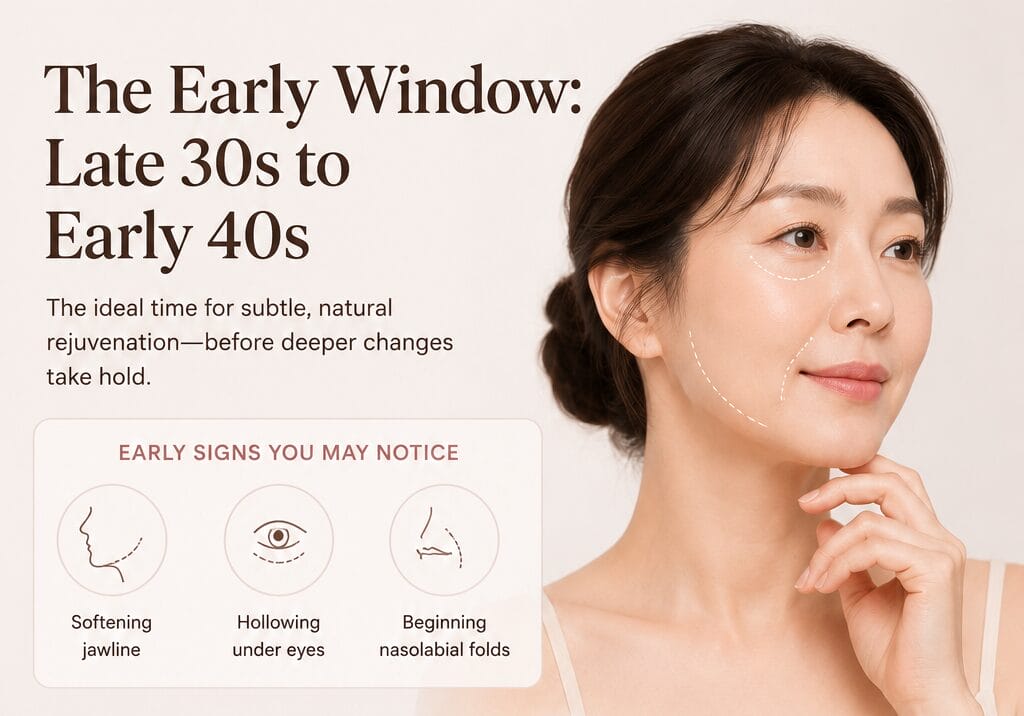 The Early Window:
Late 30s to
Early 40s
The ideal time for subtle, natural
rejuvenation—before deeper changes
take hold.
EARLY SIGNS YOU MAY NOTICE
Softening
jawline
Hollowing
under eyes
Beginning
nasolabial folds